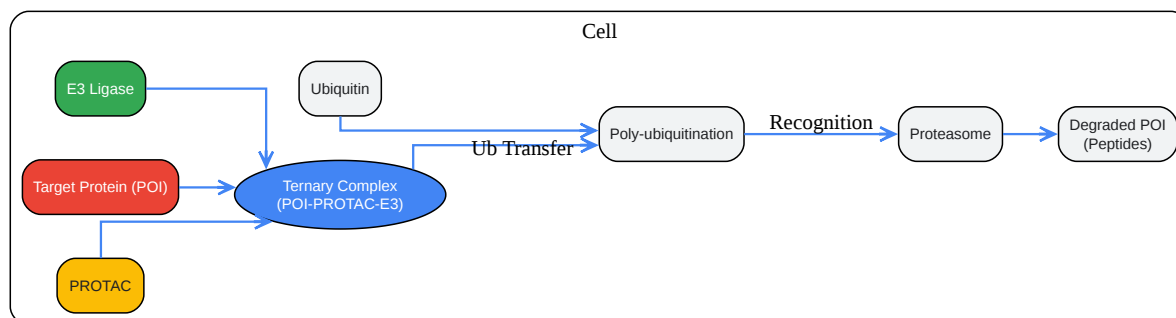 Cell
E3 Ligase
Ubiquitin
Poly-ubiquitination
Recognition
Proteasome
Degraded POI
(Peptides)
Ub Transfer
Target Protein (POI)
Ternary Complex
(POI-PROTAC-E3)
PROTAC